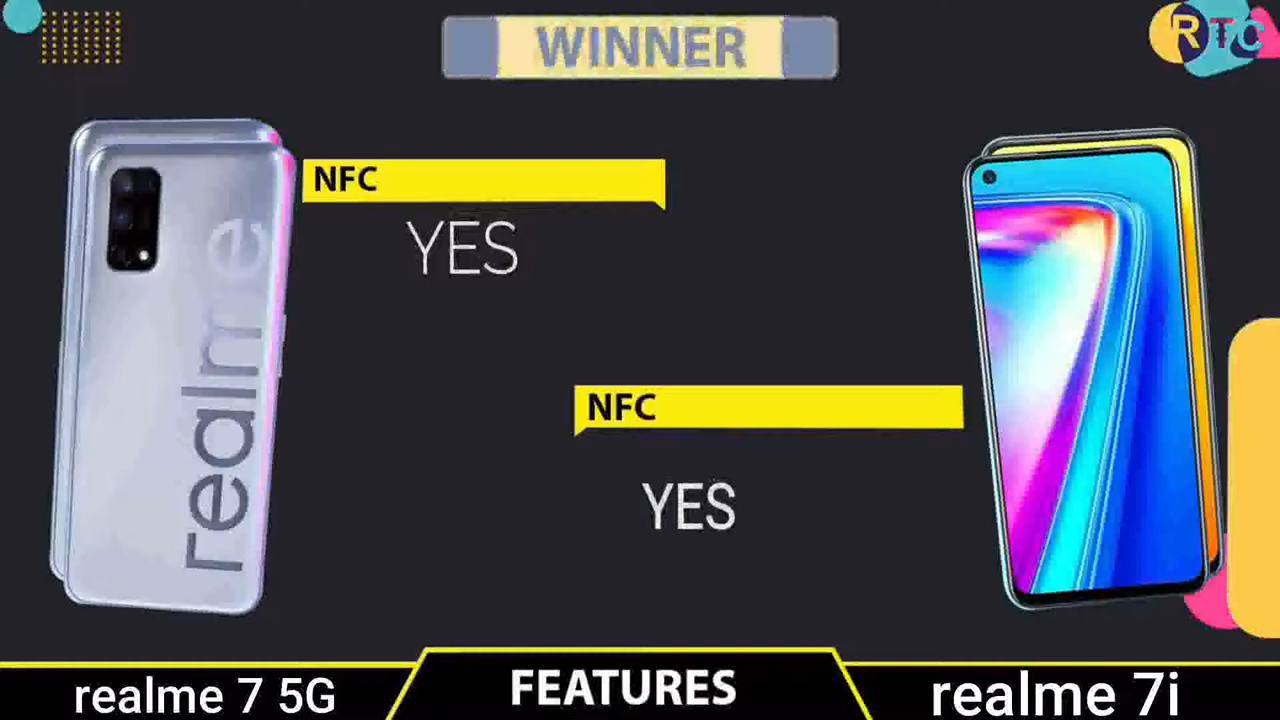 WINNER
RTC
NFC
YES
realme
NFC
YES
realme 7 5G
FEATURES
realme 7i